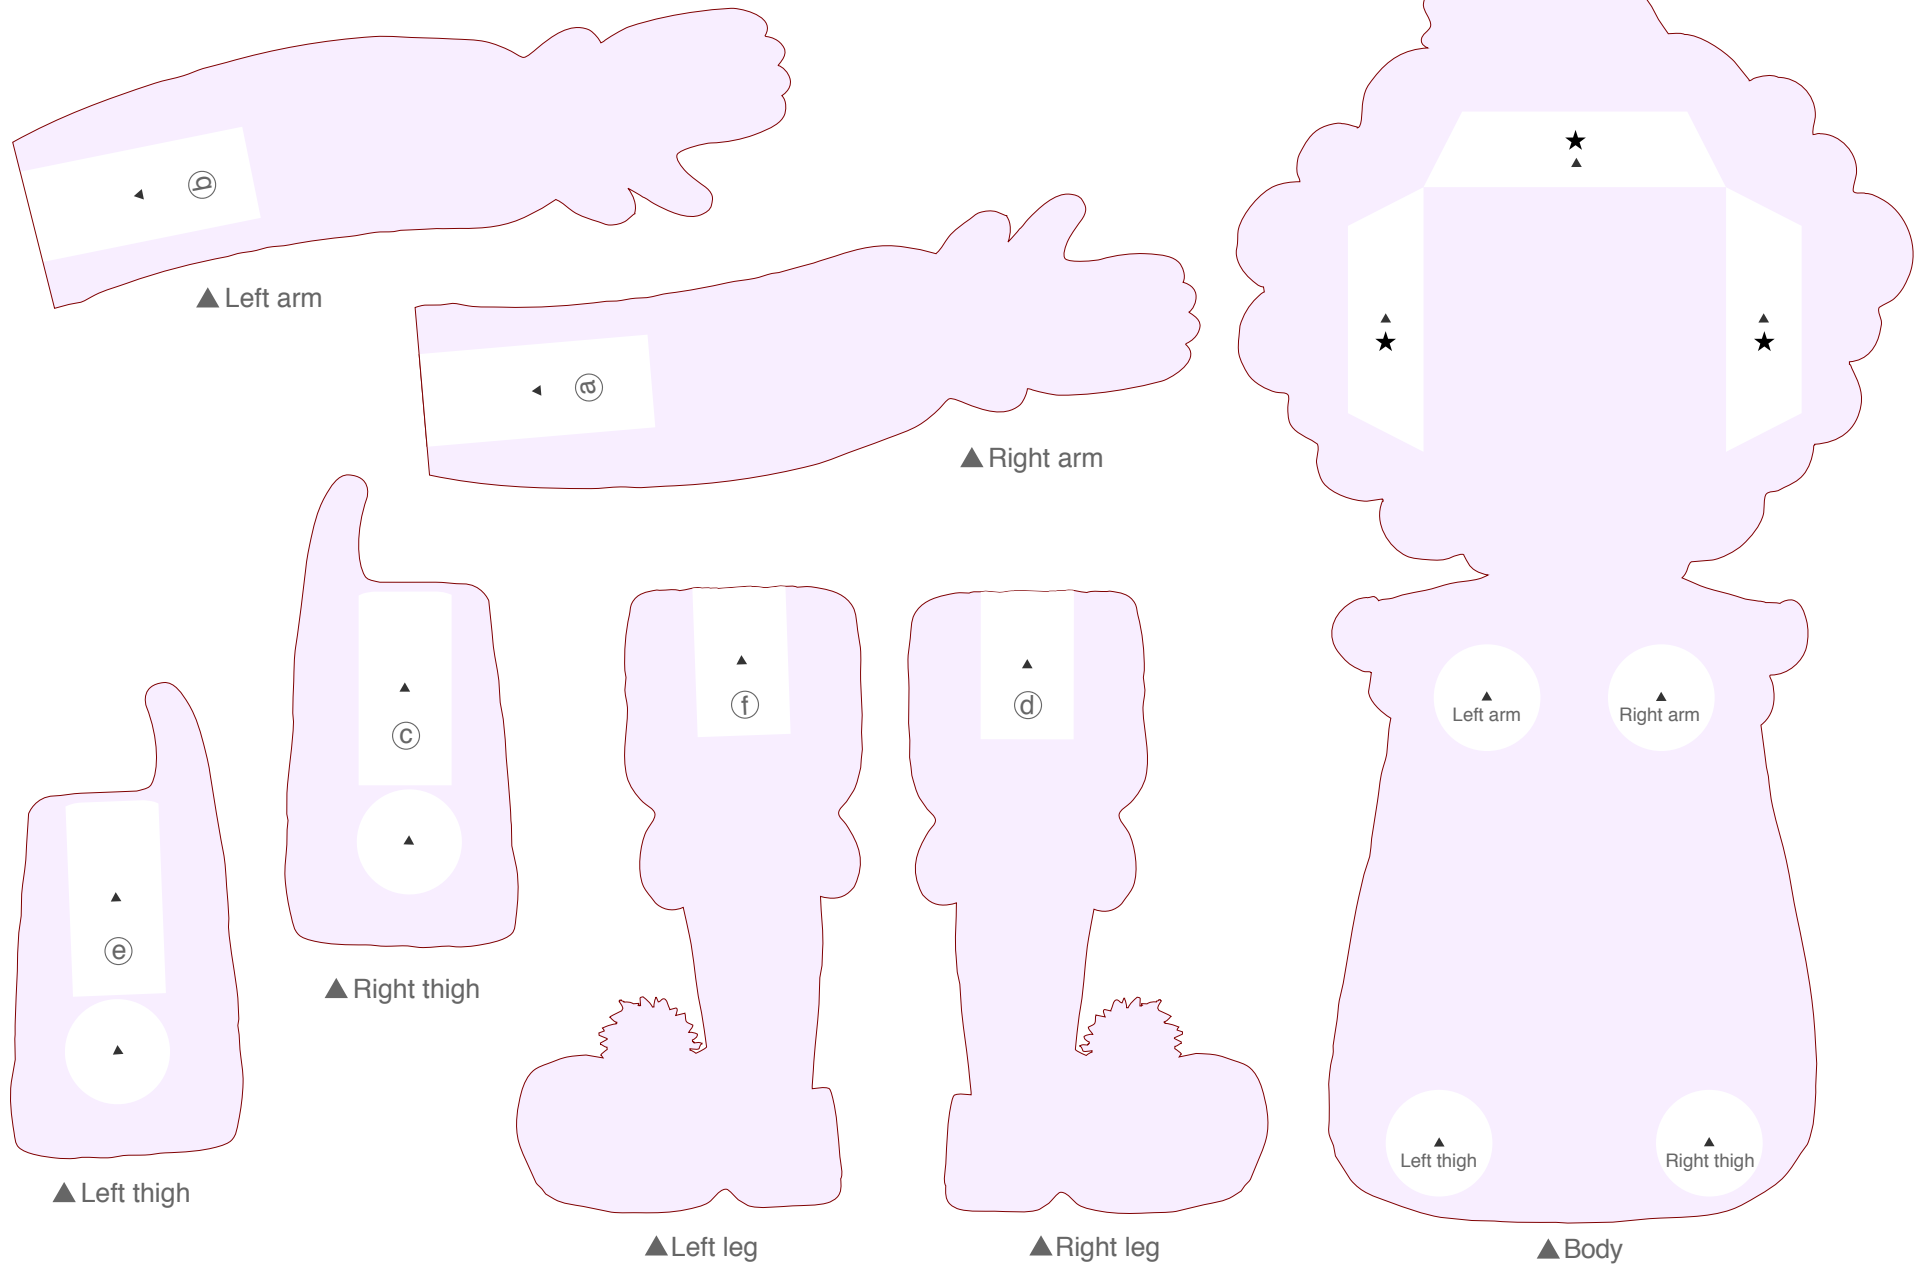 ⓑ
▲Left arm
ⓐ
▲Right arm
ⓒ
▲Right thigh
ⓔ
▲Left thigh
ⓕ
▲Left leg
ⓓ
▲Right leg
★
▲
▲
★
▲
★
▲
Left arm
▲
Right arm
▲
Left thigh
▲
Right thigh
▲Body